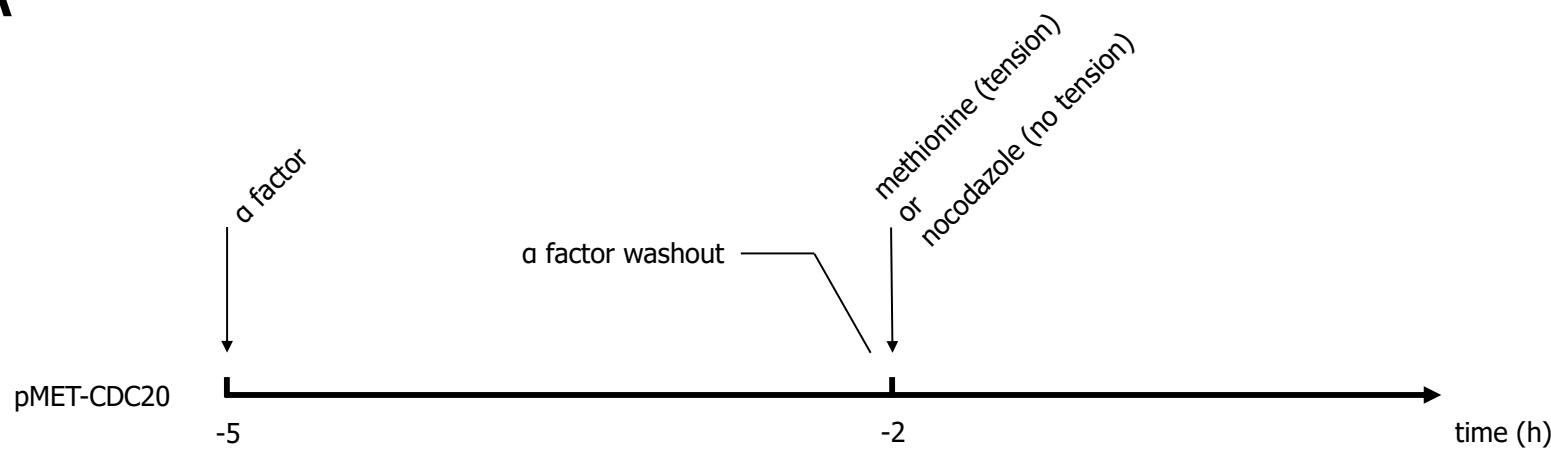 α factor
α factor washout
methionine (tension)
or
nocodazole (no tension)
pMET-CDC20
-5
-2
time (h)